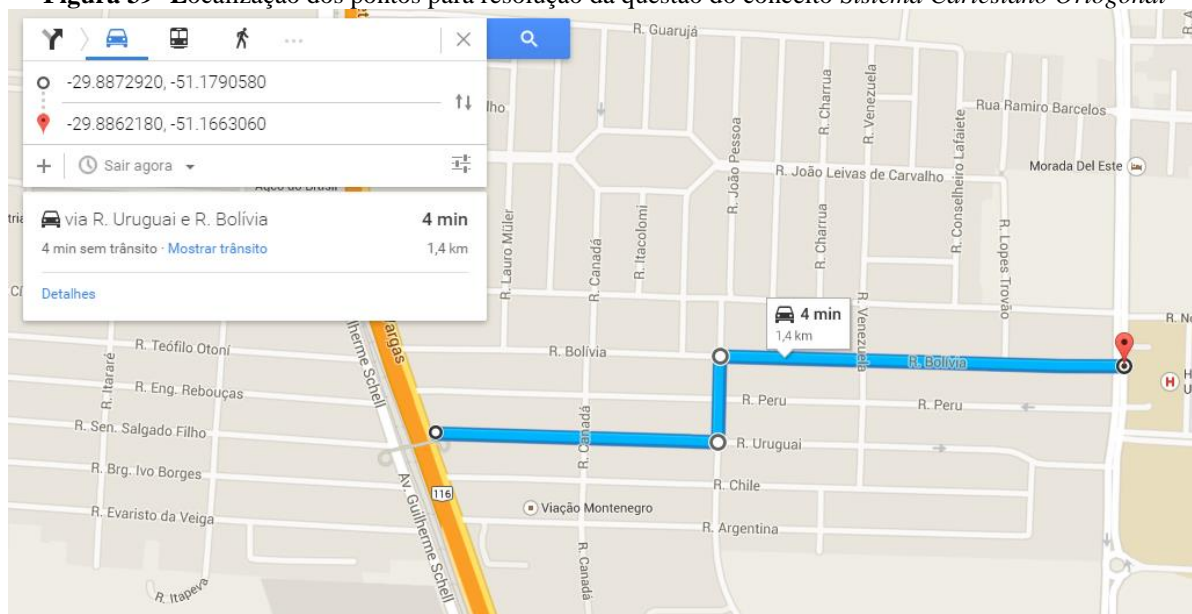 Figura 39- Localização dos pontos para resolução da questão do conceito Sistema Cartesiano Ortogonal
-29.8872920, -51.1790580
-29.8862180, -51.1663060
Sair agora
via R. Uruguai e R. Bolívia
4 min
4 min sem trânsito · Mostrar trânsito
1,4 km
Detalhes
R. Guarujá
R. Charrua
R. Venezuela
Rua Ramiro Barcelos
R. João Pessoa
R. Conselheiro Lafaiete
Morada Del Este
R. João Leivas de Carvalho
R. Lauro Müller
R. Canadá
R. Itacolomi
R. Charrua
R. Lopes Trovão
4 min
1,4 km
R. Venezuela
R. Teófilo Otoni
R. Bolívia
R. Bolívia
R. Itararé
R. Eng. Rebouças
R. Peru
R. Peru
H
R. Sen. Salgado Filho
R. Canadá
R. Uruguai
R. Brg. Ivo Borges
R. Chile
116
Av. Guilherme Schell
Viação Montenegro
R. Evaristo da Veiga
R. Argentina
R. Canadá
R. Itapeva